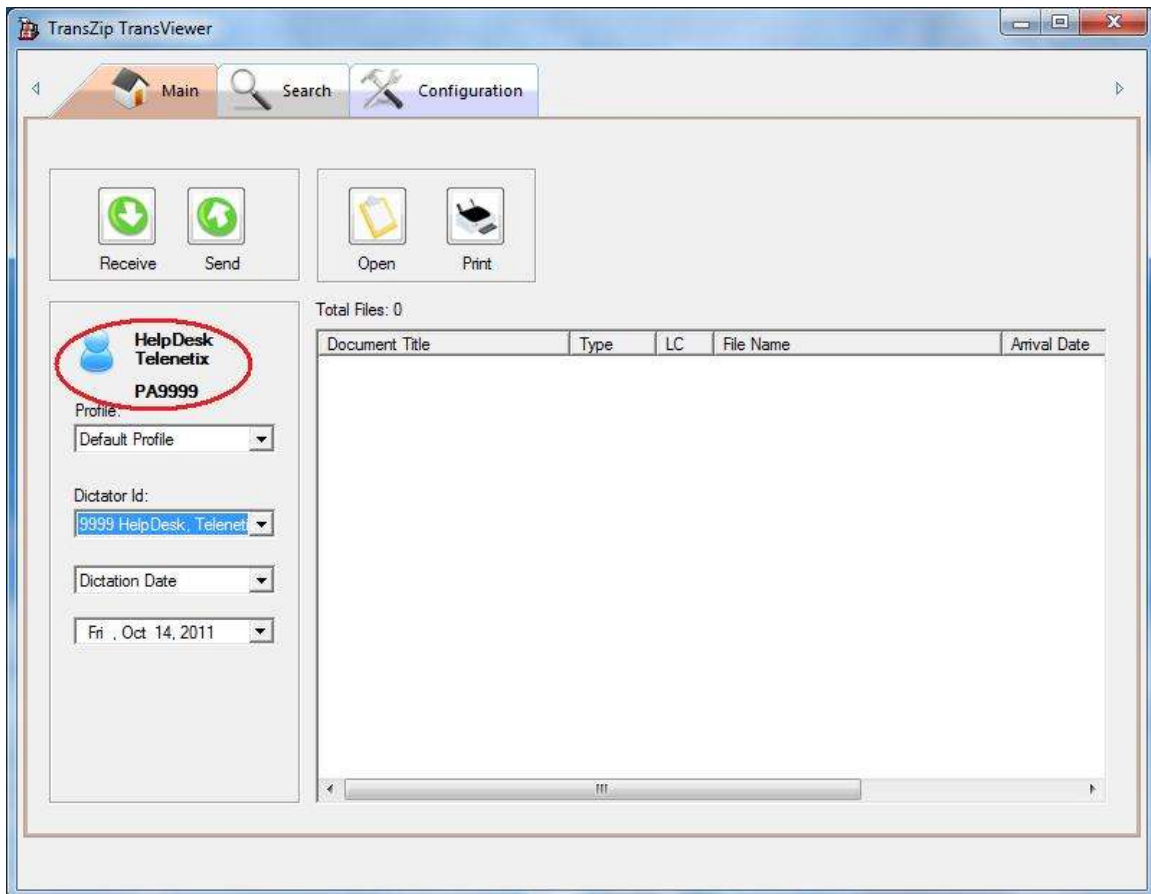 TransZip TransViewer
Main
Search
Configuration
Receive
Send
Open
Print
HelpDesk
Telenetix
PA9999
Profile:
Default Profile
Dictator Id:
9999 HelpDesk, Teleneti
Dictation Date
Fri , Oct 14, 2011
Total Files: 0
Document Title
Type
LC
File Name
Arrival Date